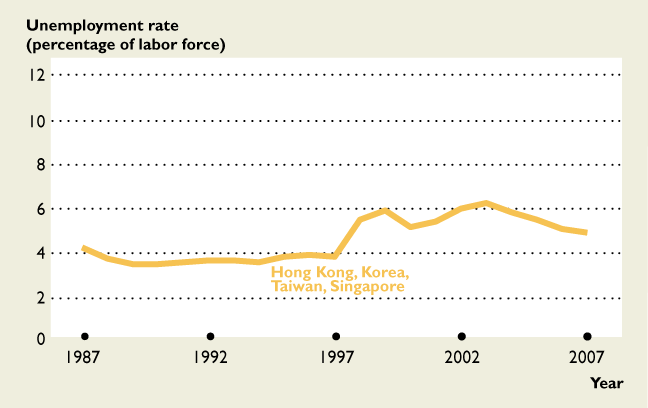 Unemployment rate
(percentage of labor force)
12
10
8
6
4
2
0
Hong Kong, Korea,
Taiwan, Singapore
1987 1992 1997 2002 2007
Year